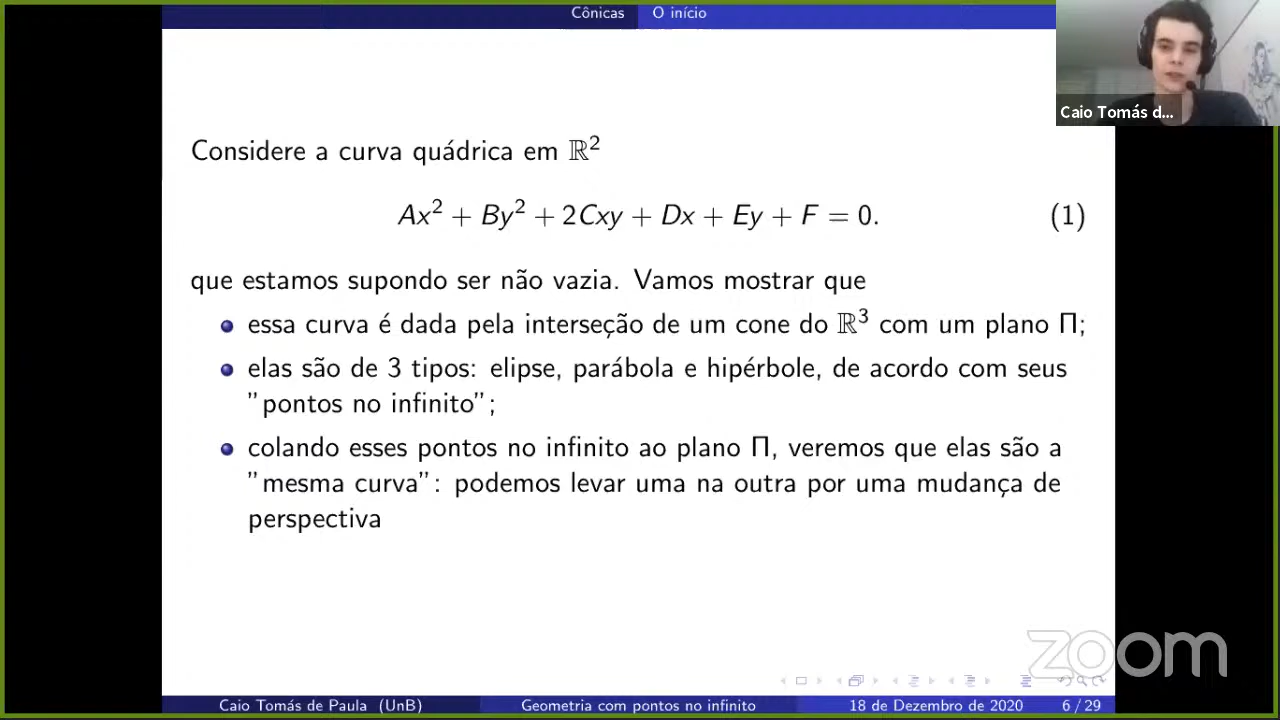 Cônicas O início
Caio Tomás d...
Considere a curva quádrica em ℝ²
Ax² + By² + 2Cxy + Dx + Ey + F = 0. (1)
que estamos supondo ser não vazia. Vamos mostrar que
essa curva é dada pela interseção de um cone do ℝ³ com um plano Π;
elas são de 3 tipos: elipse, parábola e hipérbole, de acordo com seus
”pontos no infinito”;
colando esses pontos no infinito ao plano Π, veremos que elas são a
”mesma curva”: podemos levar uma na outra por uma mudança de
perspectiva
zoom
Caio Tomás de Paula (UnB) Geometria com pontos no infinito 18 de Dezembro de 2020 6 / 29